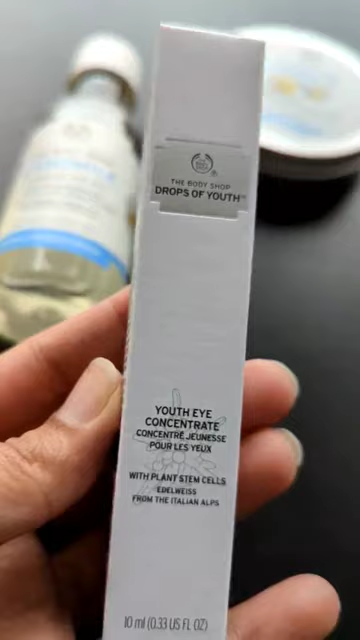 THE BODY SHOP
DROPS OF YOUTH™
YOUTH EYE
CONCENTRATE
CONCENTRÉ JEUNESSE
POUR LES YEUX
WITH PLANT STEM CELLS
EDELWEISS
FROM THE ITALIAN ALPS
10 ml (0.33 US FL OZ)